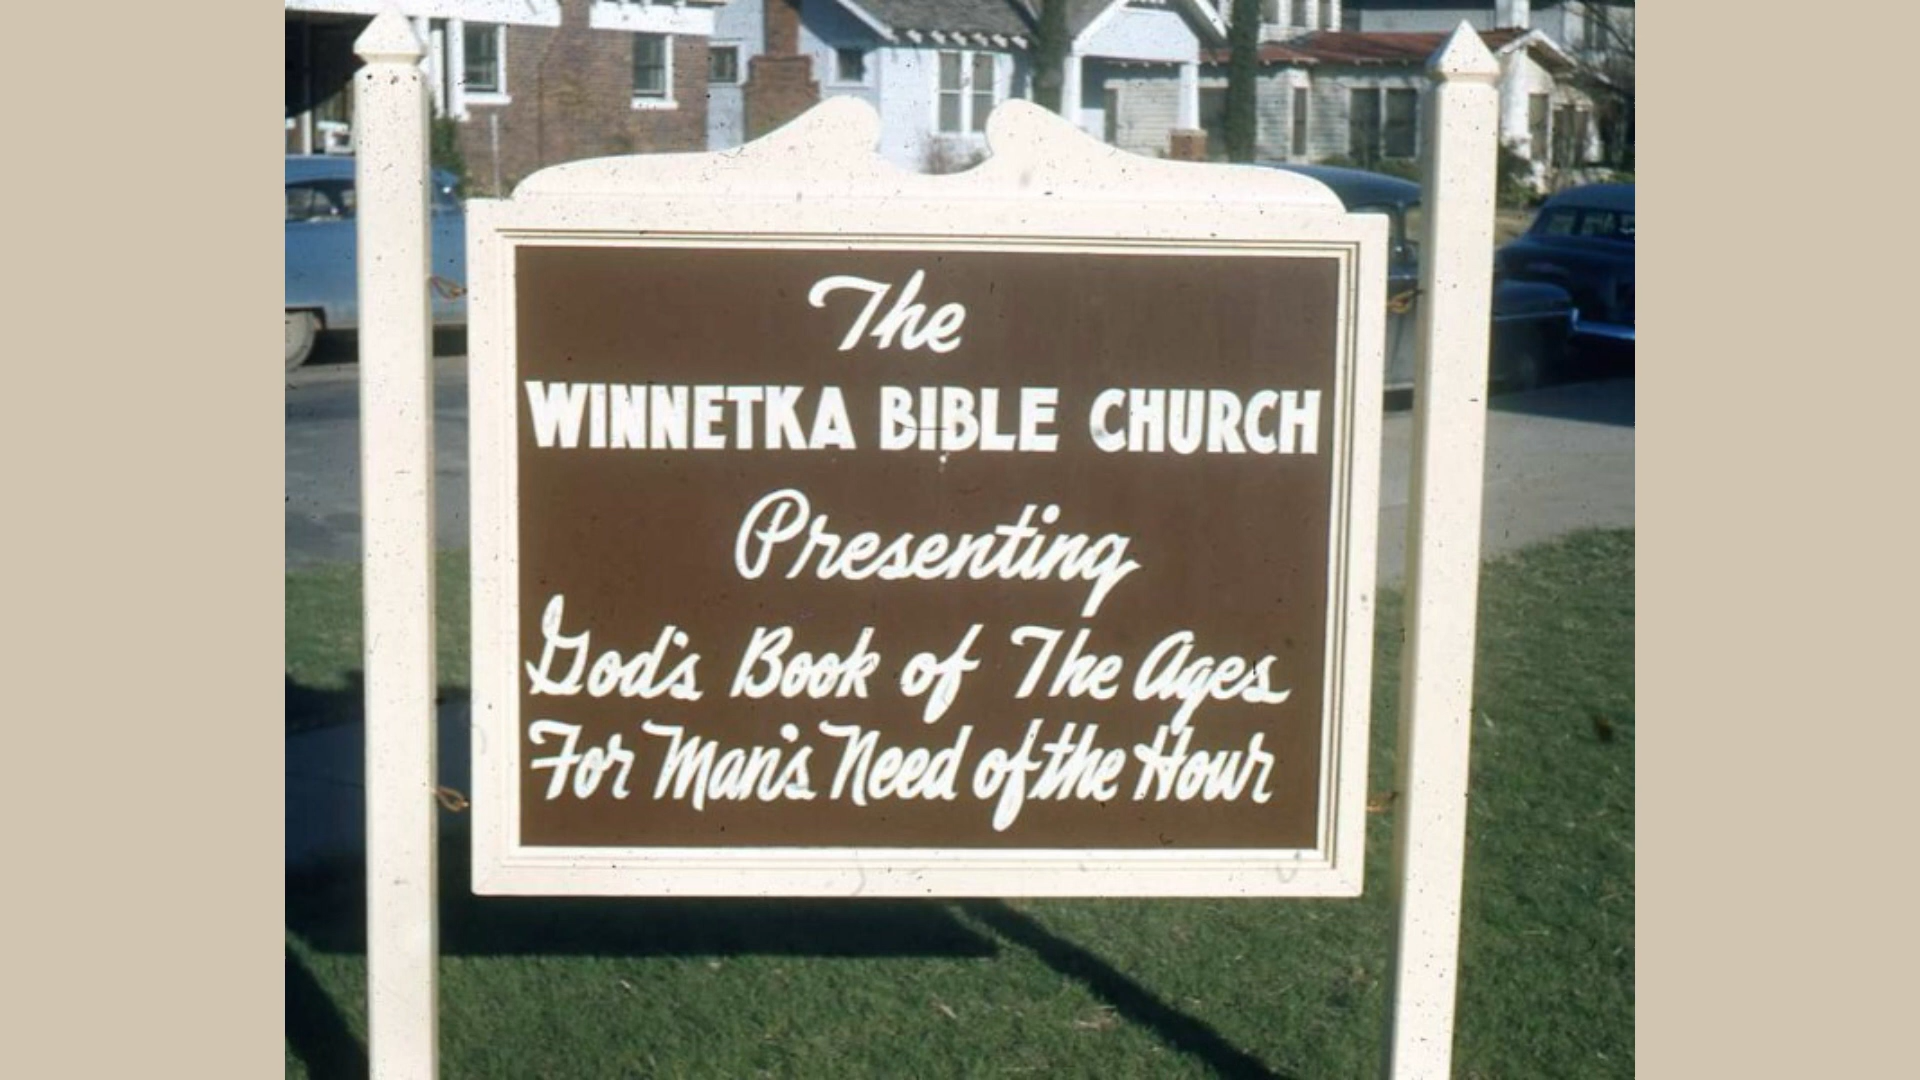 The
WINNETKA BIBLE CHURCH
Presenting
God's Book of The Ages
For Man's Need of the Hour